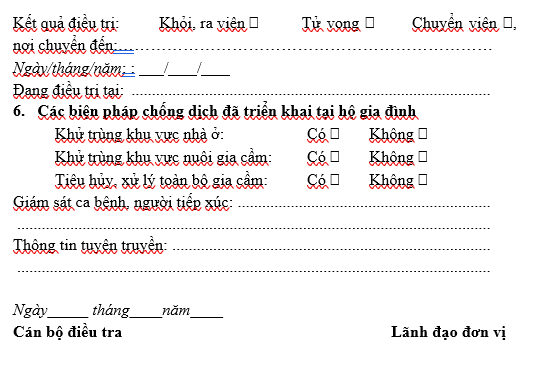 Kết quả điều trị: Khỏi, ra viện □ Tử vong □ Chuyển viện □,
nơi chuyển đến:…………………………………………………………………
Ngày/tháng/năm: : ___/____/____
Đang điều trị tại: ..........................................................................................
6. Các biện pháp chống dịch đã triển khai tại hộ gia đình
Khử trùng khu vực nhà ở: Có □ Không □
Khử trùng khu vực nuôi gia cầm: Có □ Không □
Tiêu hủy, xử lý toàn bộ gia cầm: Có □ Không □
Giám sát ca bệnh, người tiếp xúc: ................................................................
..........................................................................................................................
Thông tin tuyên truyền: ................................................................................
..........................................................................................................................
Ngày_____ tháng____năm____
Cán bộ điều tra Lãnh đạo đơn vị